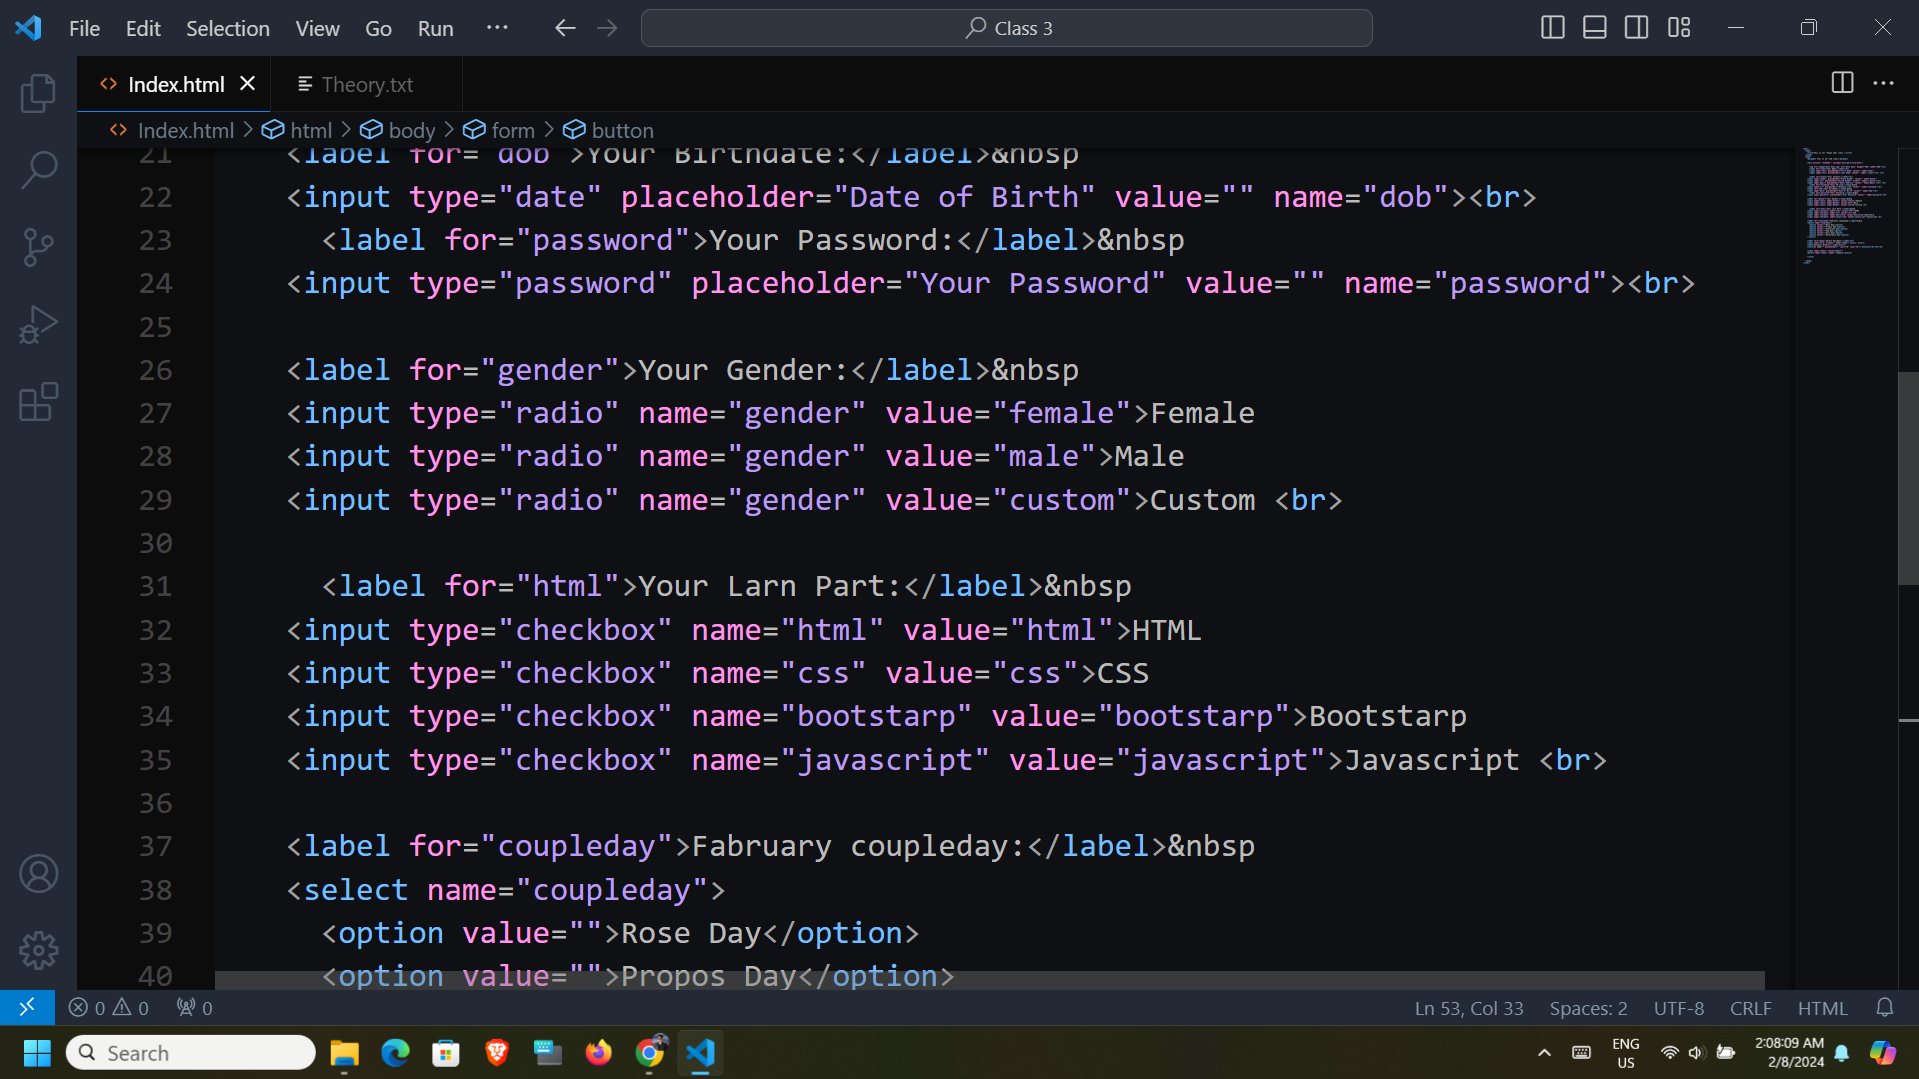 File Edit Selection View Go Run ··· Class 3
Index.html Theory.txt
Index.html > html > body > form > button
21 <label for="dob">Your Birthdate:</label>&nbsp
22 <input type="date" placeholder="Date of Birth" value="" name="dob"><br>
23 <label for="password">Your Password:</label>&nbsp
24 <input type="password" placeholder="Your Password" value="" name="password"><br>
25
26 <label for="gender">Your Gender:</label>&nbsp
27 <input type="radio" name="gender" value="female">Female
28 <input type="radio" name="gender" value="male">Male
29 <input type="radio" name="gender" value="custom">Custom <br>
30
31 <label for="html">Your Larn Part:</label>&nbsp
32 <input type="checkbox" name="html" value="html">HTML
33 <input type="checkbox" name="css" value="css">CSS
34 <input type="checkbox" name="bootstarp" value="bootstarp">Bootstarp
35 <input type="checkbox" name="javascript" value="javascript">Javascript <br>
36
37 <label for="coupleday">Fabruary coupleday:</label>&nbsp
38 <select name="coupleday">
39 <option value="">Rose Day</option>
40 <option value="">Propos Day</option>
0 0 0 Ln 53, Col 33 Spaces: 2 UTF-8 CRLF HTML
Search ENG US 2:08:09 AM 2/8/2024